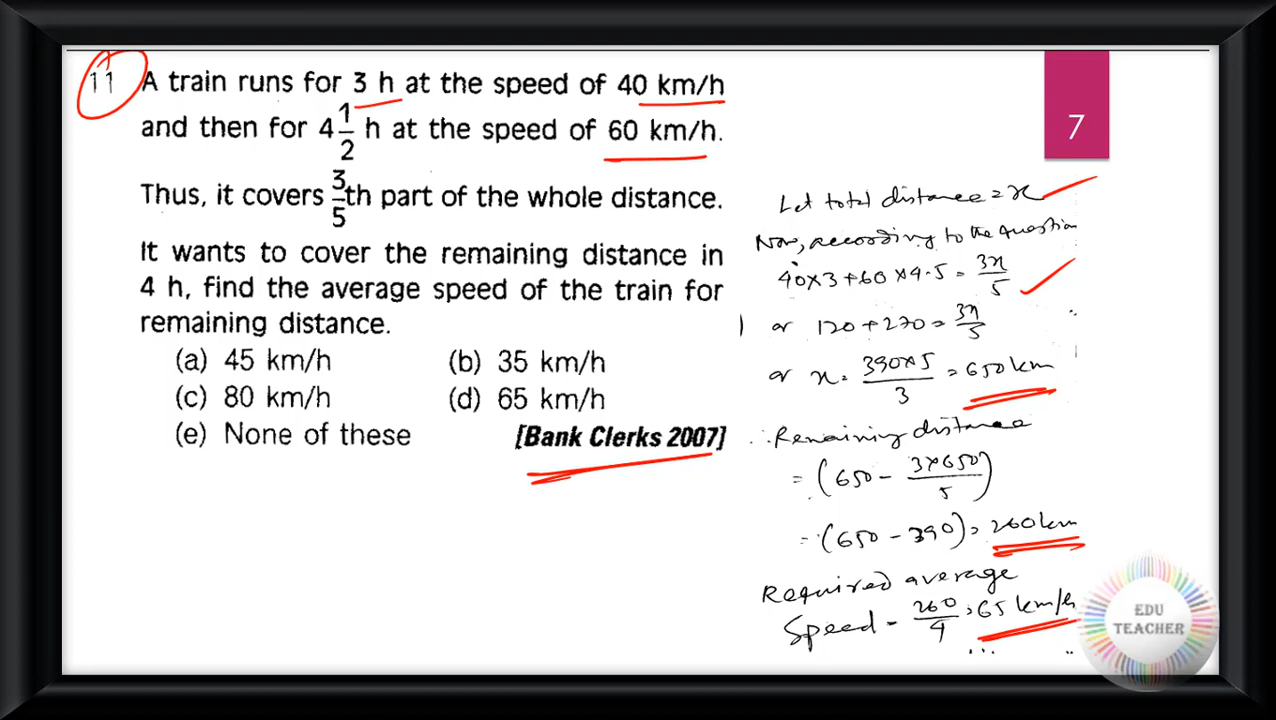 11 A train runs for 3 h at the speed of 40 km/h
and then for 4 1/2 h at the speed of 60 km/h.
Thus, it covers 3/5 th part of the whole distance.
It wants to cover the remaining distance in
4 h, find the average speed of the train for
remaining distance.
(a) 45 km/h (b) 35 km/h
(c) 80 km/h (d) 65 km/h
(e) None of these [Bank Clerks 2007]
7
Let total distance = x
Now, according to the question
40×3+60×4.5 = 3x/5
or 120+270 = 3x/5
or x = 390×5/3 = 650 km
∴ Remaining distance
= (650 - 3×650/5)
= (650 - 390) = 260 km
Required average
Speed = 260/4 = 65 km/h
EDU
TEACHER